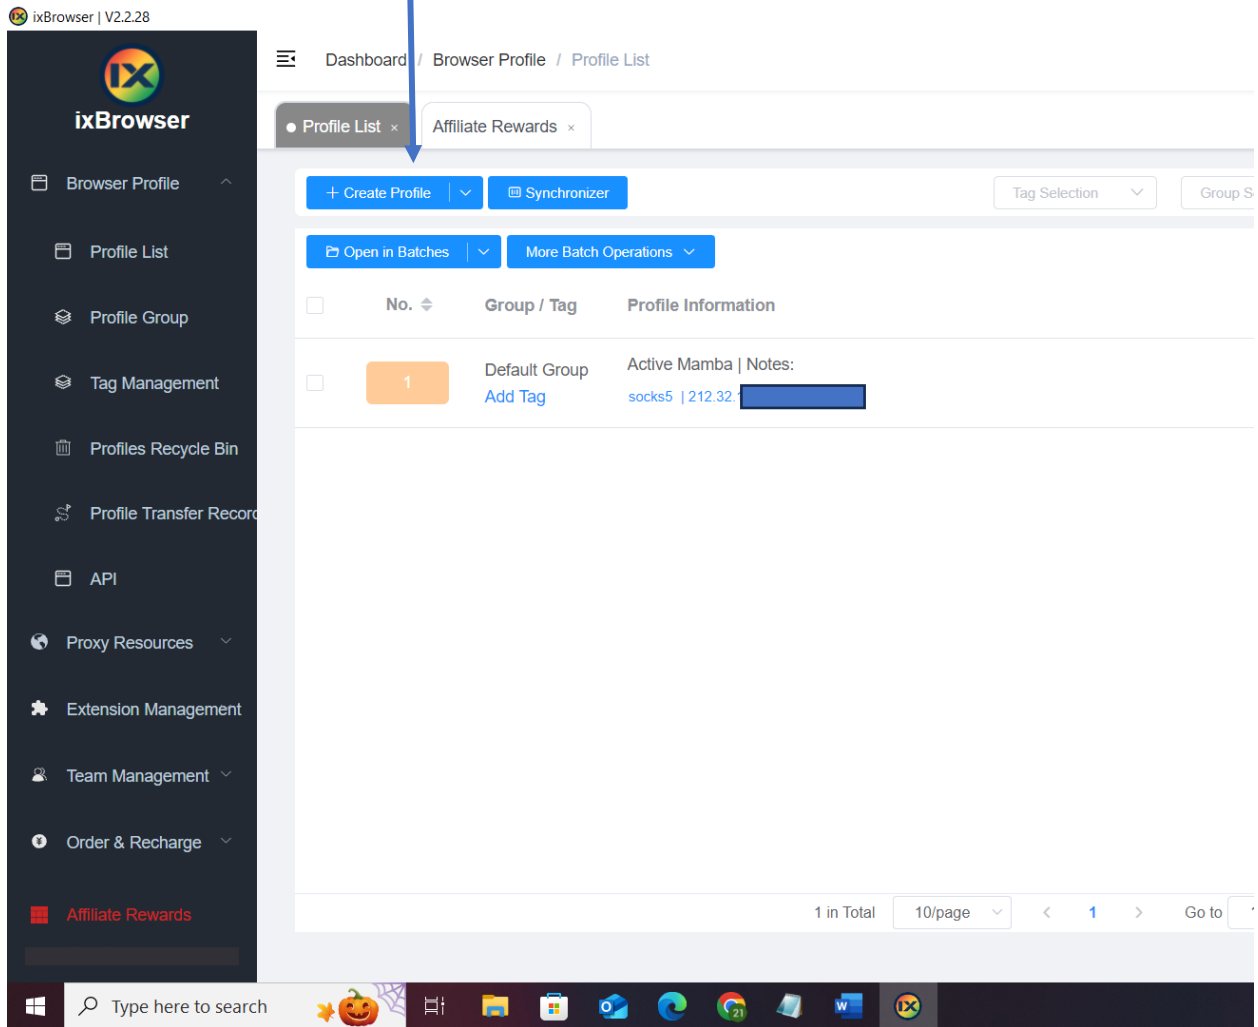 ixBrowser | V2.2.28
ixBrowser
Dashboard / Browser Profile / Profile List
Profile List ×
Affiliate Rewards ×
Browser Profile
Profile List
Profile Group
Tag Management
Profiles Recycle Bin
Profile Transfer Recor
API
Proxy Resources
Extension Management
Team Management
Order & Recharge
Affiliate Rewards
+ Create Profile
Synchronizer
Tag Selection
Group S
Open in Batches
More Batch Operations
No.
Group / Tag
Profile Information
1
Default Group
Add Tag
Active Mamba | Notes:
socks5 | 212.32.
1 in Total
10/page
< 1 >
Go to
1
Type here to search
21